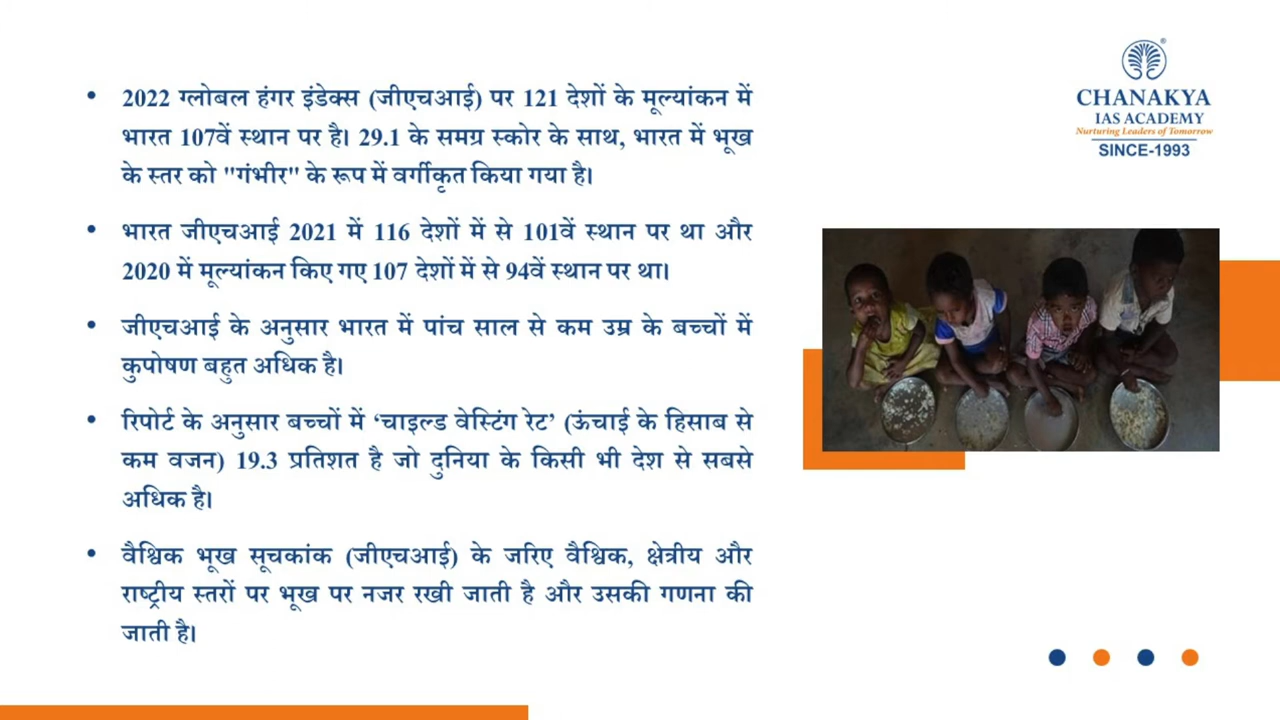 • 2022 ग्लोबल हंगर इंडेक्स (जीएचआई) पर 121 देशों के मूल्यांकन में
भारत 107वें स्थान पर है। 29.1 के समग्र स्कोर के साथ, भारत में भूख
के स्तर को "गंभीर" के रूप में वर्गीकृत किया गया है।
• भारत जीएचआई 2021 में 116 देशों में से 101वें स्थान पर था और
2020 में मूल्यांकन किए गए 107 देशों में से 94वें स्थान पर था।
• जीएचआई के अनुसार भारत में पांच साल से कम उम्र के बच्चों में
कुपोषण बहुत अधिक है।
• रिपोर्ट के अनुसार बच्चों में ‘चाइल्ड वेस्टिंग रेट’ (ऊंचाई के हिसाब से
कम वजन) 19.3 प्रतिशत है जो दुनिया के किसी भी देश से सबसे
अधिक है।
• वैश्विक भूख सूचकांक (जीएचआई) के जरिए वैश्विक, क्षेत्रीय और
राष्ट्रीय स्तरों पर भूख पर नजर रखी जाती है और उसकी गणना की
जाती है।
CHANAKYA
IAS ACADEMY
Nurturing Leaders of Tomorrow
SINCE-1993